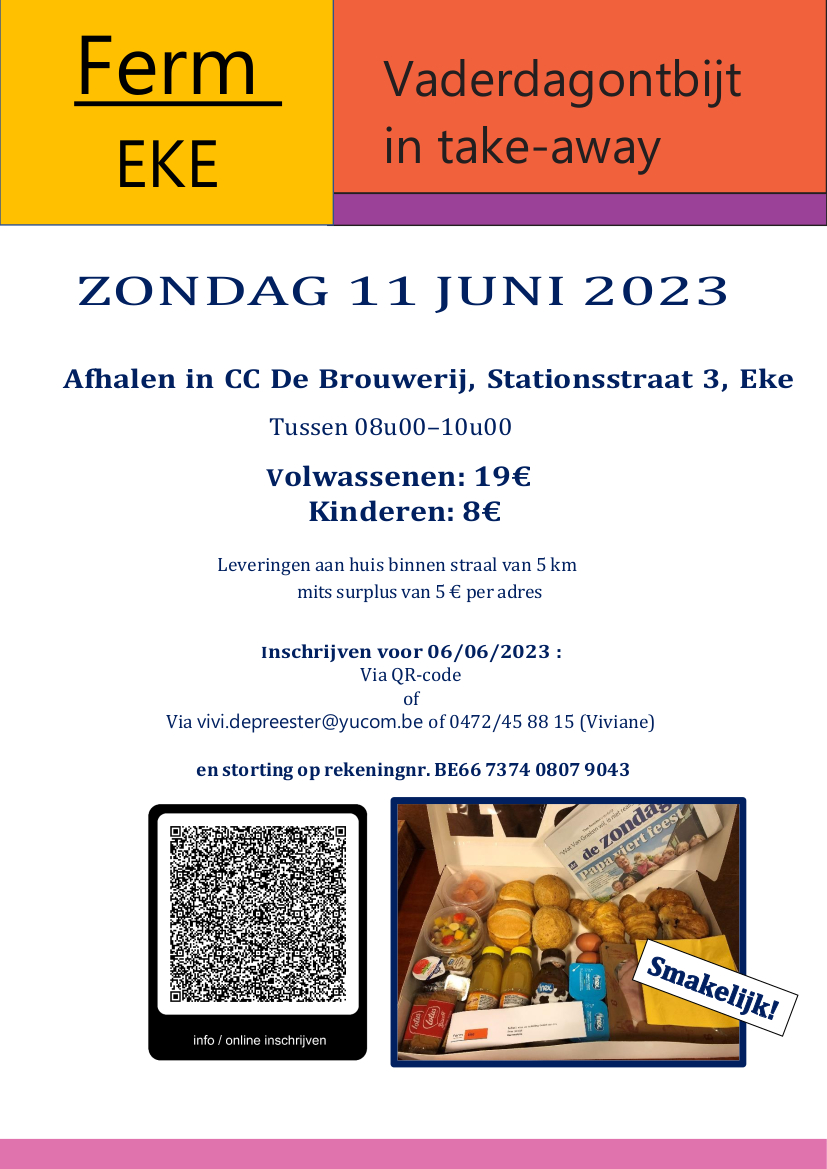 Ferm
EKE
Vaderdagontbijt
in take-away
ZONDAG 11 JUNI 2023
Afhalen in CC De Brouwerij, Stationsstraat 3, Eke
Tussen 08u00–10u00
Volwassenen: 19€
Kinderen: 8€
Leveringen aan huis binnen straal van 5 km
mits surplus van 5 € per adres
Inschrijven voor 06/06/2023 :
Via QR-code
of
Via vivi.depreester@yucom.be of 0472/45 88 15 (Viviane)
en storting op rekeningnr. BE66 7374 0807 9043
info / online inschrijven
de zondag
Papa viert feest
Lotus
Smakelijk!